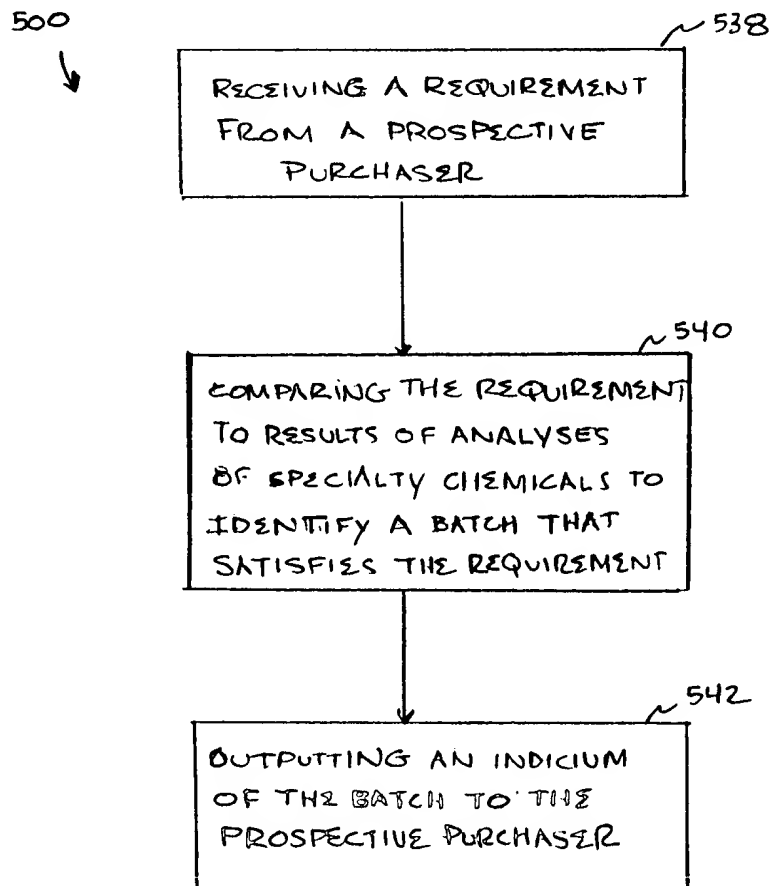 500
538
RECEIVING A REQUIREMENT
FROM A PROSPECTIVE
PURCHASER
540
COMPARING THE REQUIREMENT
TO RESULTS OF ANALYSES
OF SPECIALTY CHEMICALS TO
IDENTIFY A BATCH THAT
SATISFIES THE REQUIREMENT
542
OUTPUTTING AN INDICIUM
OF THE BATCH TO THE
PROSPECTIVE PURCHASER